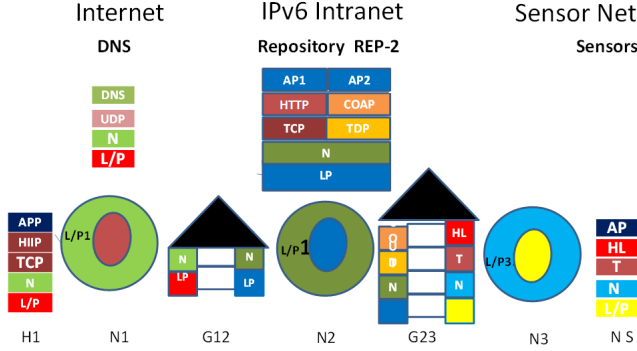 Internet IPv6 Intranet Sensor Net
DNS Repository REP-2 Sensors
AP1 AP2
DNS HTTP COAP
UDP TCP TDP
N N
L/P LP
APP L/P1 HL AP
HIIP L/P1 T L/P3 HL
TCP N N N T
N LP LP N N
L/P L/P
H1 N1 G12 N2 G23 N3 N S